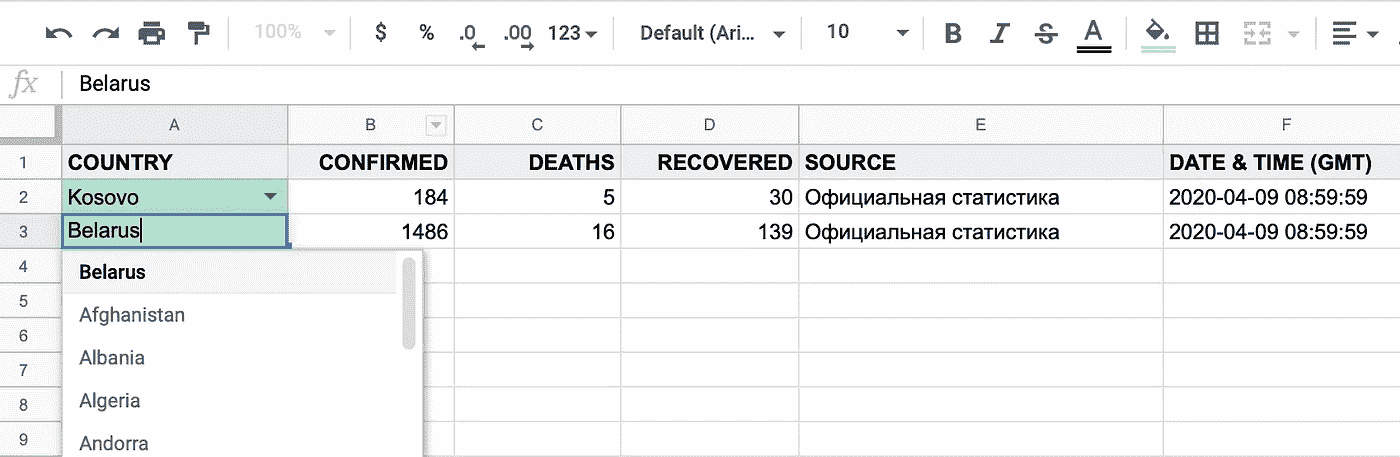 100% $ % .0 .00 123 Default (Ari... 10 B I S A
fx Belarus
A B C D E F
1 COUNTRY CONFIRMED DEATHS RECOVERED SOURCE DATE & TIME (GMT)
2 Kosovo 184 5 30 Официальная статистика 2020-04-09 08:59:59
3 Belarus 1486 16 139 Официальная статистика 2020-04-09 08:59:59
4 Belarus
5 Afghanistan
6 Albania
7
8 Algeria
9 Andorra